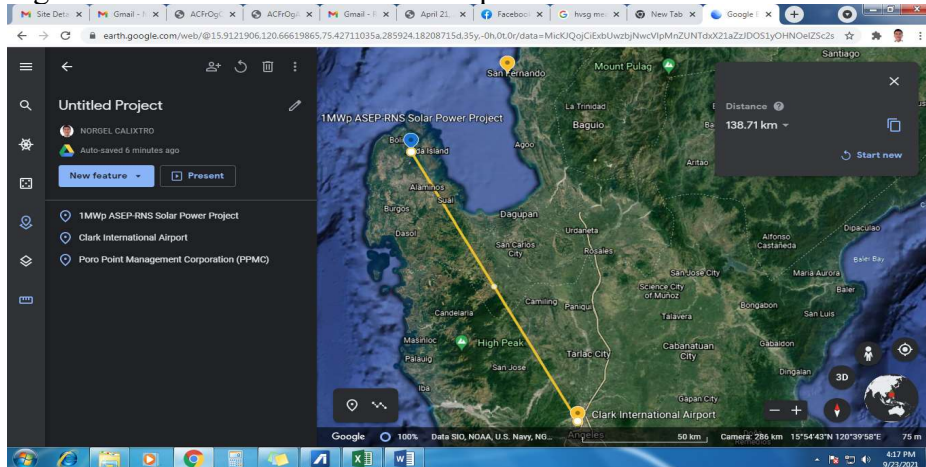 Site Deta
Gmail - I
ACFrOgI
ACFrOgA
Gmail - R
April 21,
Facebook
hvsg me
New Tab
Google E
earth.google.com/web/@15.9121906,120.66619865,75.42711035a,285924.18208715d,35y,-0h,0t,0r/data=
Untitled Project
NORGEL CALIXTRO
Auto-saved 6 minutes ago
New feature
Present
1MWp ASEP-RNS Solar Power Project
Clark International Airport
Poro Point Management Corporation (PPMC)
Santiago
Mount Pulag
San Fernando
Distance
138.71 km
Start new
La Trinidad
1MWp ASEP-RNS Solar Power Project
Baguio
Agoo
Aritao
Alaminos
Sual
Burgos
Dagupan
Dasol
Urdaneta
San Carlos
City
Rosales
Alfonso
Castañeda
Dipaculao
San Jose City
Maria Aurora
Baler Bay
Science City
of Muñoz
Baler
Camiling
Paniqui
Bongabon
San Luis
Candelaria
Talavera
Masinloc
High Peak
Cabanatuan
City
Gabaldon
Palauig
Tarlac City
San Jose
Dingalan
3D
Iba
Gapan City
Clark International Airport
Angeles
Google
100%
Data SIO, NOAA, U.S. Navy, NG...
50 km
Camera: 286 km
15°54'43"N 120°39'58"E
75 m
4:17 PM
9/23/2021